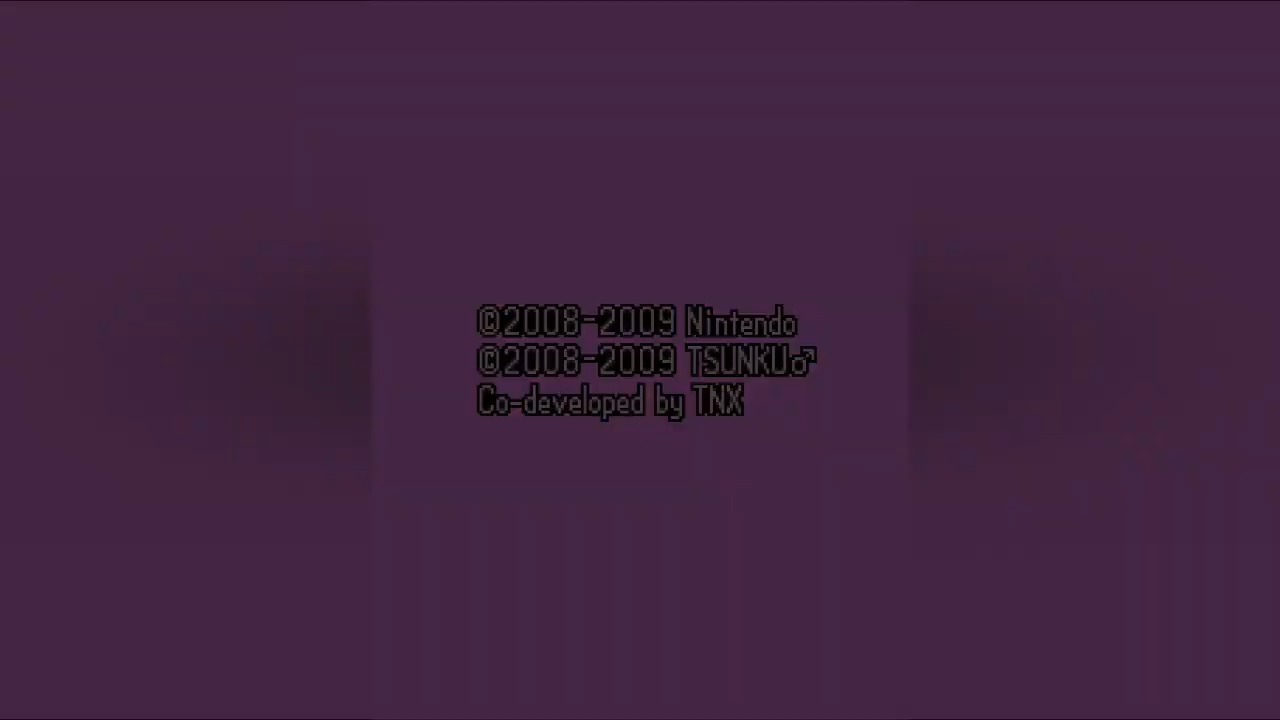 ©2008-2009 Nintendo
©2008-2009 TSUNKU♂
Co-developed by TNX